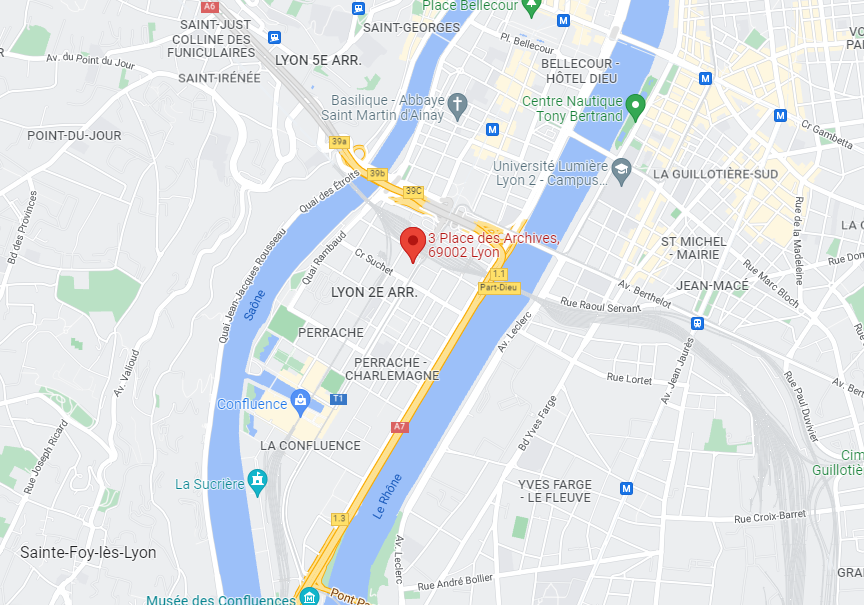 A6
Place Bellecour
SAINT-JUST
COLLINE DES
FUNICULAIRES
SAINT-GEORGES
M
Pl. Bellecour
Av. du Point du Jour
LYON 5E ARR.
BELLECOUR -
HÔTEL DIEU
SAINT-IRÉNÉE
M
Basilique - Abbaye
Saint Martin d'Ainay
Centre Nautique
Tony Bertrand
M
M
Cr Gambetta
POINT-DU-JOUR
39a
39b
39C
Université Lumière
Lyon 2 - Campus...
LA GUILLOTIÈRE-SUD
Quai des Étroits
Bd des Provinces
Rue de la Madeleine
3 Place des Archives,
69002 Lyon
Quai Rambaud
Cr Suchet
ST MICHEL
- MAIRIE
Quai Jean-Jacques Rousseau
1.1
Part-Dieu
Av. Berthelot
Rue Marc Bloch
JEAN-MACÉ
LYON 2E ARR.
Saône
Rue Raoul Servant
PERRACHE
Av. Leclerc
PERRACHE -
CHARLEMAGNE
Av. Valioud
Rue Lortet
Av. Jean Jaurès
Rue Paul Duvivier
Confluence
T1
A7
Bd Yves Farge
LA CONFLUENCE
Rue Joseph Ricard
La Sucrière
Le Rhône
YVES FARGE
- LE FLEUVE
M
1.3
Rue Croix-Barret
Sainte-Foy-lès-Lyon
Av. Leclerc
Rue André Bollier
Musée des Confluences